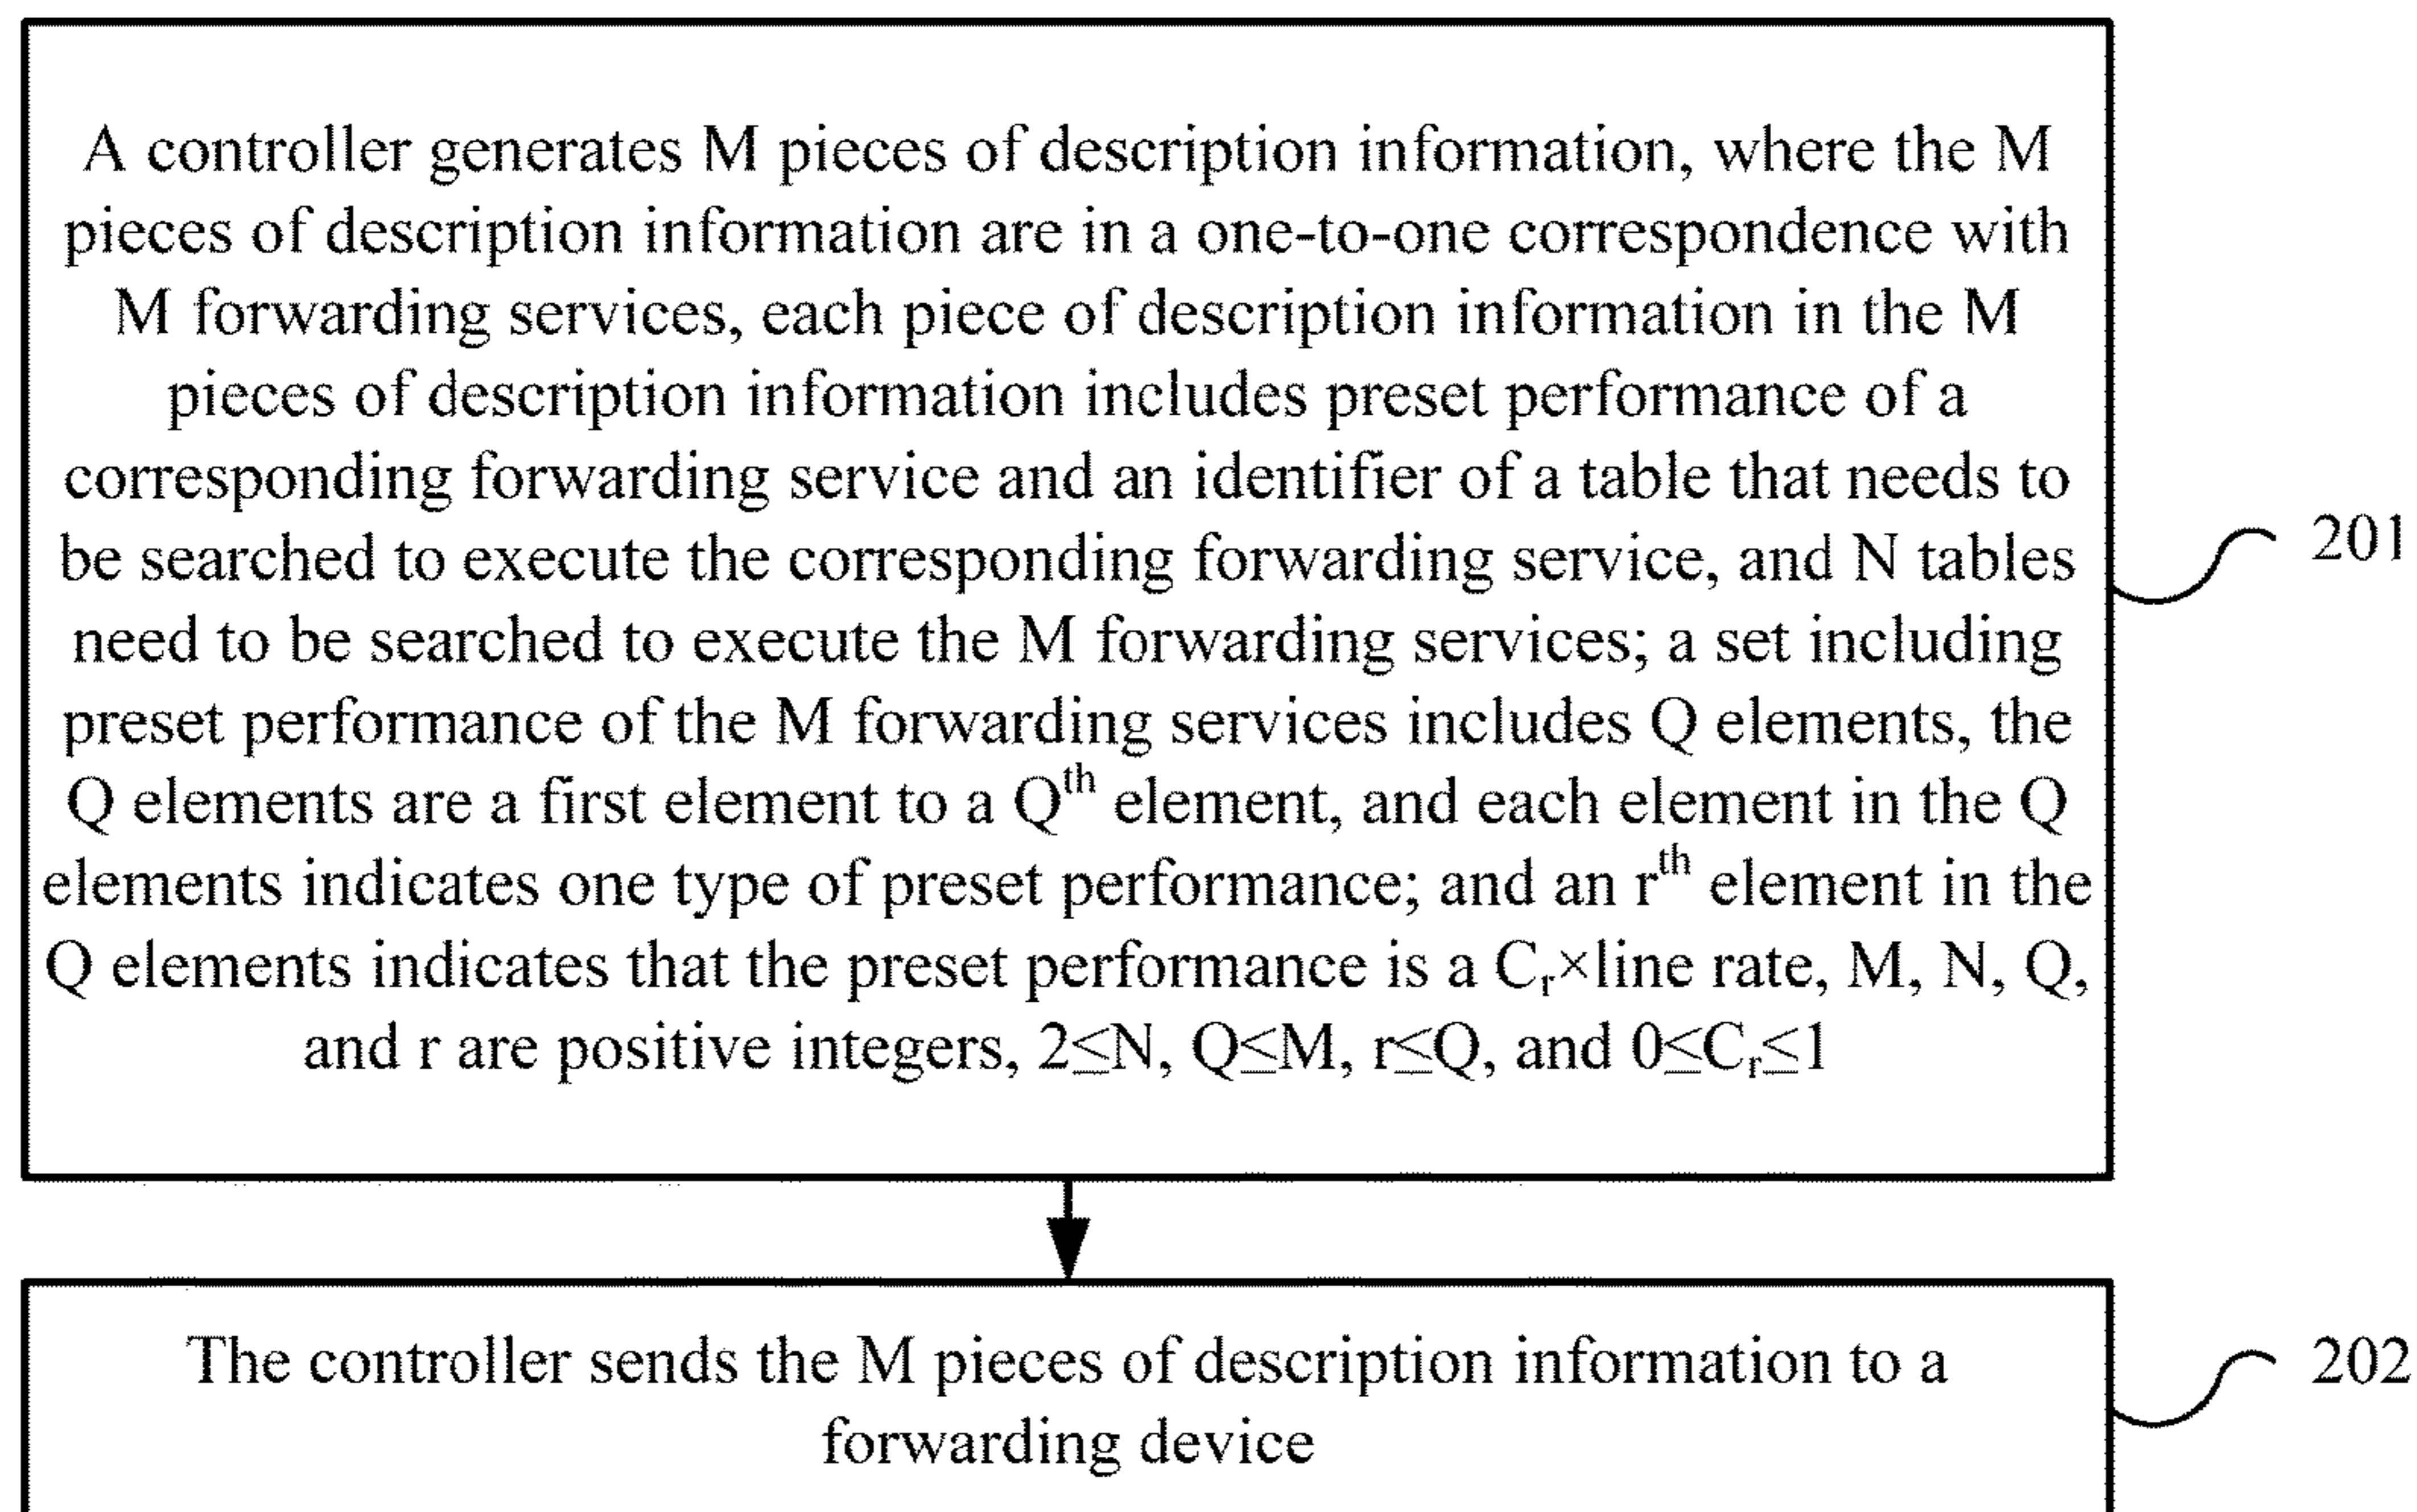 A controller generates M pieces of description information, where the M
pieces of description information are in a one-to-one correspondence with
M forwarding services, each piece of description information in the M
pieces of description information includes preset performance of a
corresponding forwarding service and an identifier of a table that needs to
be searched to execute the corresponding forwarding service, and N tables
need to be searched to execute the M forwarding services; a set including
preset performance of the M forwarding services includes Q elements, the
Q elements are a first element to a Qth element, and each element in the Q
elements indicates one type of preset performance; and an rth element in the
Q elements indicates that the preset performance is a Cr×line rate, M, N, Q,
and r are positive integers, 2≤N, Q≤M, r≤Q, and 0≤Cr≤1
201
The controller sends the M pieces of description information to a
forwarding device
202